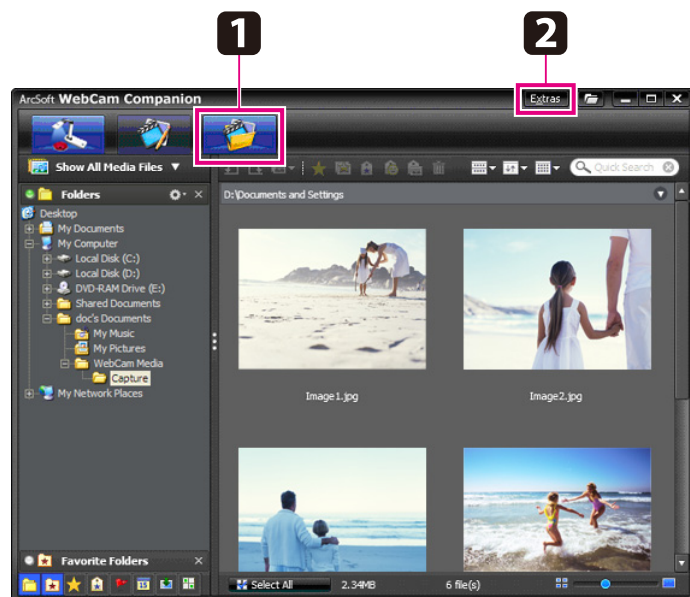 1
2
ArcSoft WebCam Companion
Extras
Show All Media Files
Quick Search
Folders
D:\Documents and Settings
Desktop
My Documents
My Computer
Local Disk (C:)
Local Disk (D:)
DVD-RAM Drive (E:)
Shared Documents
doc's Documents
My Music
My Pictures
WebCam Media
Capture
My Network Places
Image1.jpg
Image2.jpg
Favorite Folders
15
Select All
2.34MB
6 file(s)